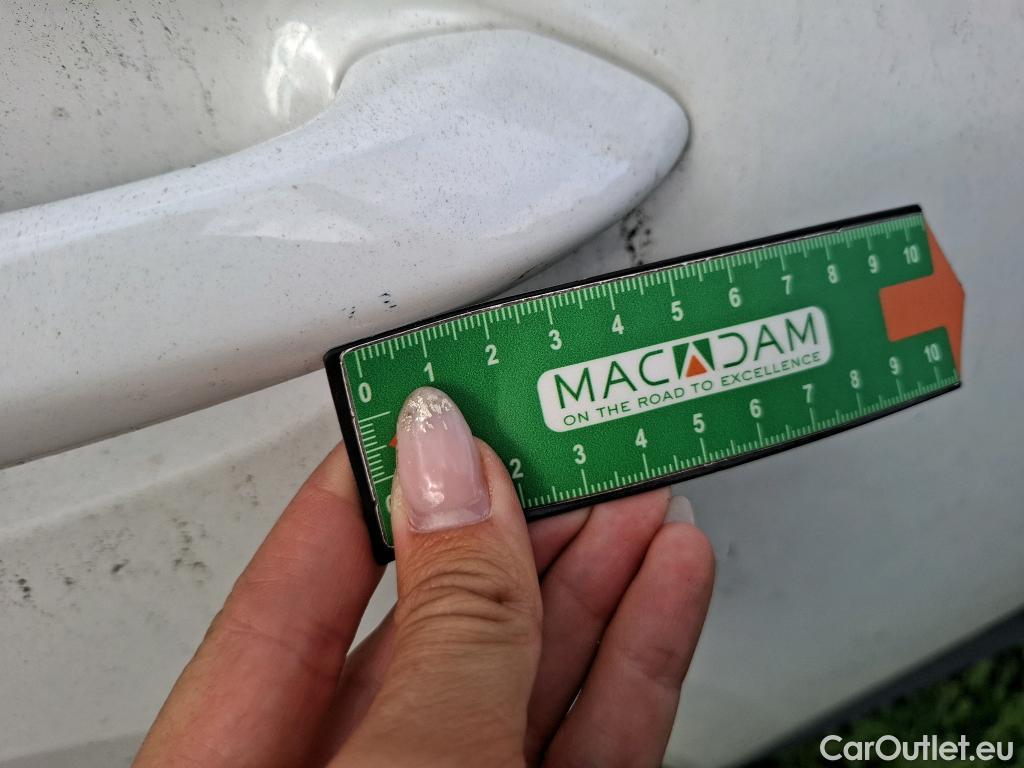 0 1 2 3 4 5 6 7 8 9 10
MACADAM
ON THE ROAD TO EXCELLENCE
2 3 4 5 6 7 8 9 10
CarOutlet.eu